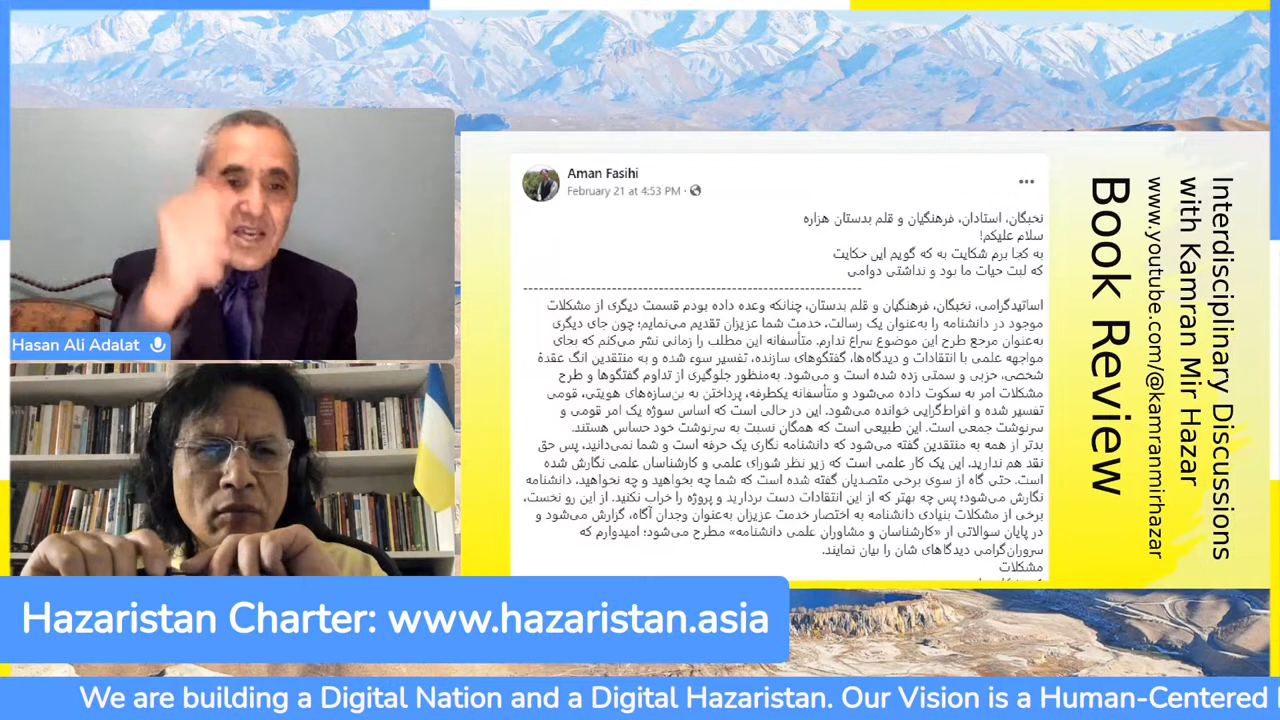 Hasan Ali Adalat
Aman Fasihi
February 21 at 4:53 PM ·
نخبگان، استادان، فرهنگیان و قلم بدستان هزاره
سلام علیکم!
به کجا برم شکایت به که گویم این حکایت
که لبت حیات ما بود و نداشتی دوامی
------------------------------------------------------------
اساتیدگرامی، نخبگان، فرهنگیان و قلم بدستان، چنانکه وعده داده بودم قسمت دیگری از مشکلات
موجود در دانشنامه را به‌عنوان یک رسالت، خدمت شما عزیزان تقدیم می‌نمایم؛ چون جای دیگری
به‌عنوان مرجع طرح این موضوع سراغ ندارم. متأسفانه این مطلب را زمانی نشر می‌کنم که بجای
مواجهه علمی با انتقادات و دیدگاه‌ها، گفتگوهای سازنده، تفسیر سوء شده و به منتقدین انگ عقدهٔ
شخصی، حزبی و سمتی زده شده است و می‌شود. به‌منظور جلوگیری از تداوم گفتگوها و طرح
مشکلات امر به سکوت داده می‌شود و متأسفانه یکطرفه، پرداختن به بن‌سازه‌های هویتی، قومی
تفسیر شده و افراط‌گرایی خوانده می‌شود. این در حالی است که اساس سوژه یک امر قومی و
سرنوشت جمعی است. این طبیعی است که همگان نسبت به سرنوشت خود حساس هستند.
بدتر از همه به منتقدین گفته می‌شود که دانشنامه نگاری یک حرفه است و شما نمی‌دانید، پس حق
نقد هم ندارید. این یک کار علمی است که زیر نظر شورای علمی و کارشناسان علمی نگارش شده
است. حتی گاه از سوی برخی متصدیان گفته شده است که شما چه بخواهید و چه نخواهید، دانشنامه
نگارش می‌شود؛ پس چه بهتر که از این انتقادات دست بردارید و پروژه را خراب نکنید. از این رو نخست،
برخی از مشکلات بنیادی دانشنامه به اختصار خدمت عزیزان به‌عنوان وجدان آگاه، گزارش می‌شود و
در پایان سوالاتی از «کارشناسان و مشاوران علمی دانشنامه» مطرح می‌شود؛ امیدوارم که
سروران‌گرامی دیدگاهای شان را بیان نمایند.
مشکلات
Interdisciplinary Discussions
with Kamran Mir Hazar
www.youtube.com/@kamranmirhazar
Book Review
Hazaristan Charter: www.hazaristan.asia
We are building a Digital Nation and a Digital Hazaristan. Our Vision is a Human-Centered